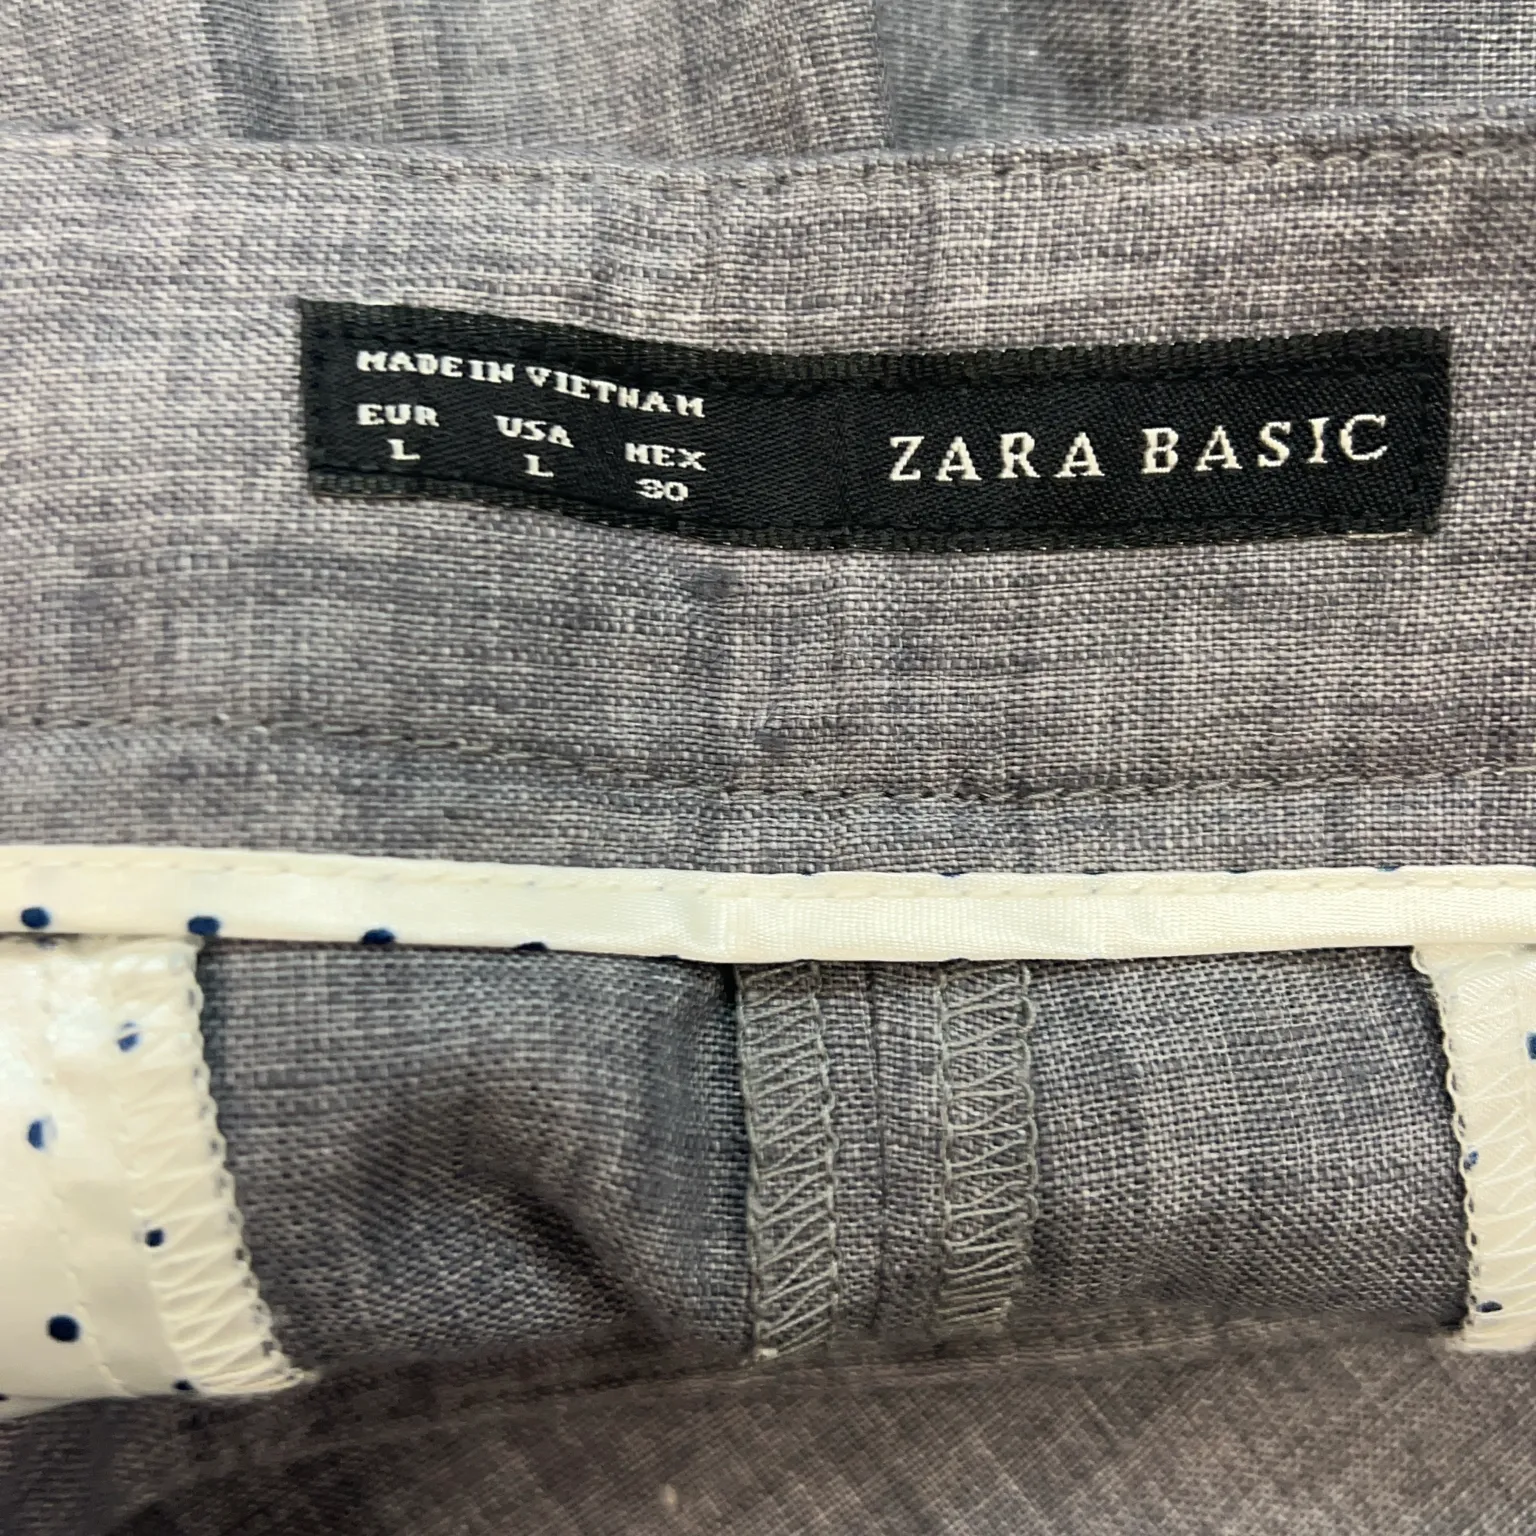 MADE IN VIETNAM
EUR USA MEX
L L 30
ZARA BASIC